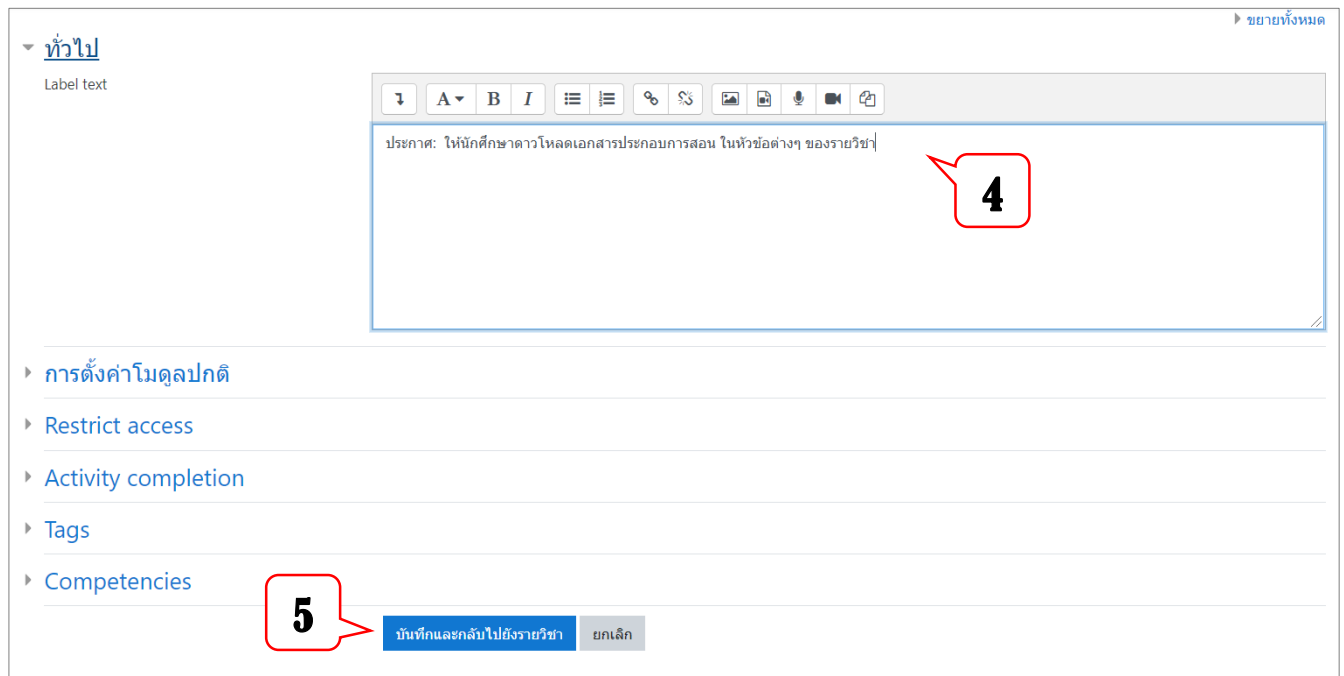 ขยายทั้งหมด
ทั่วไป
Label text
A B I
ประกาศ: ให้นักศึกษาดาวโหลดเอกสารประกอบการสอน ในหัวข้อต่างๆ ของรายวิชา
4
การตั้งค่าโมดูลปกติ
Restrict access
Activity completion
Tags
Competencies
5
บันทึกและกลับไปยังรายวิชา ยกเลิก